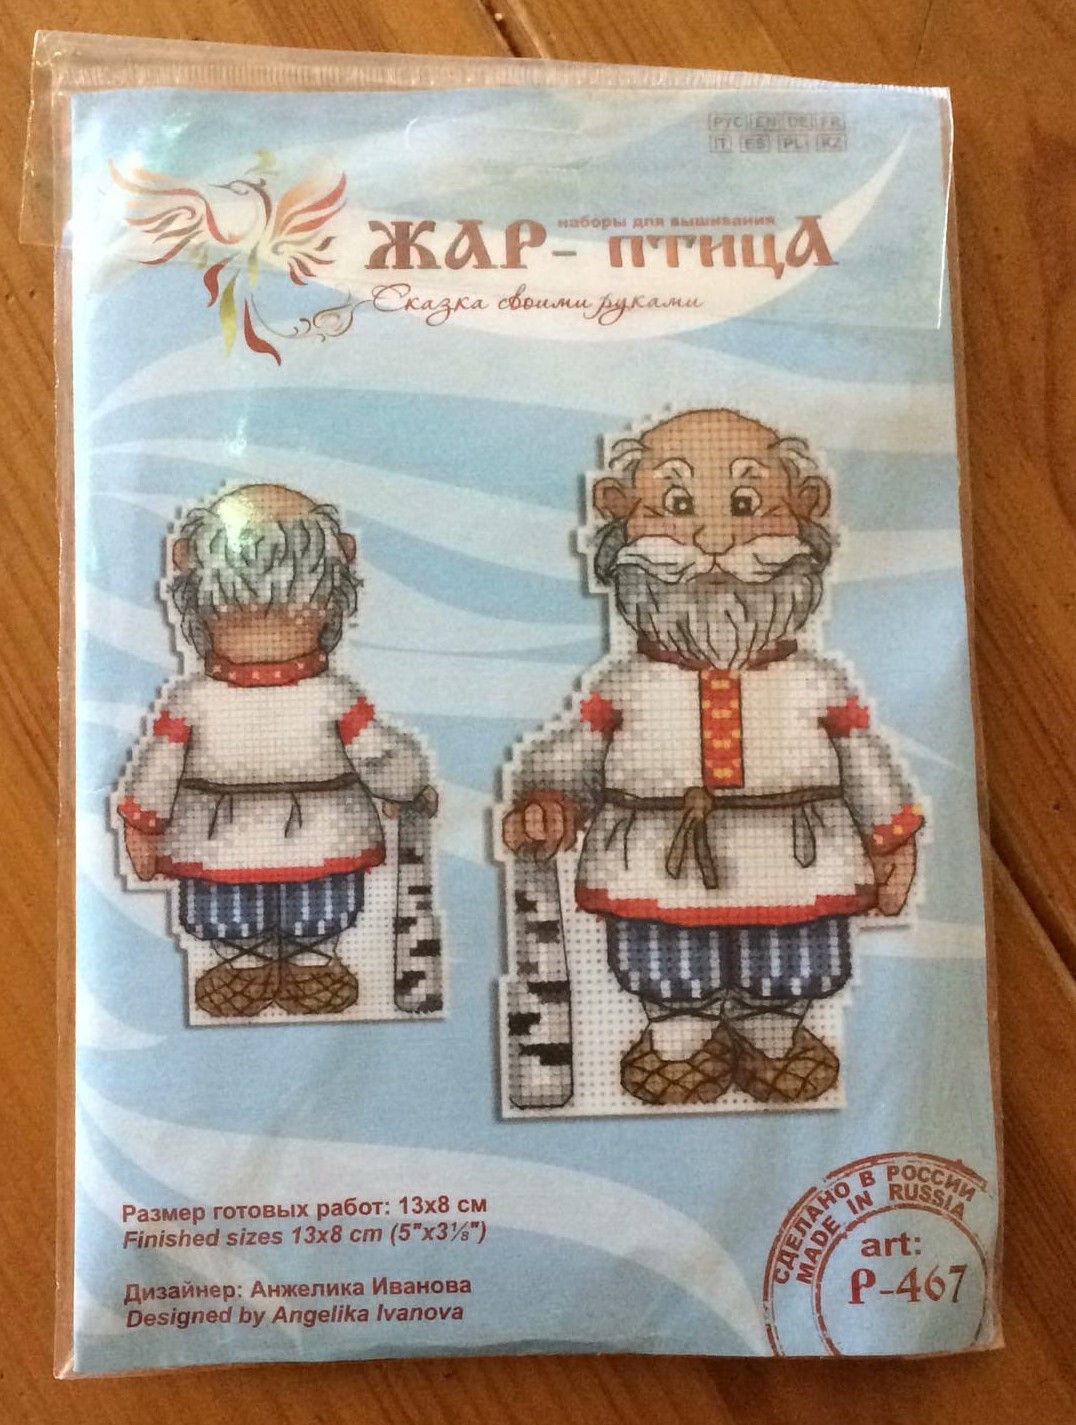 РУС EN DE FR
IT ES PL KZ
наборы для вышивания
ЖАР-ПТИЦА
Сказка своими руками
Размер готовых работ: 13х8 см
Finished sizes 13x8 cm (5"x3⅛")
Дизайнер: Анжелика Иванова
Designed by Angelika Ivanova
СДЕЛАНО В РОССИИ
MADE IN RUSSIA
art:
Р-467